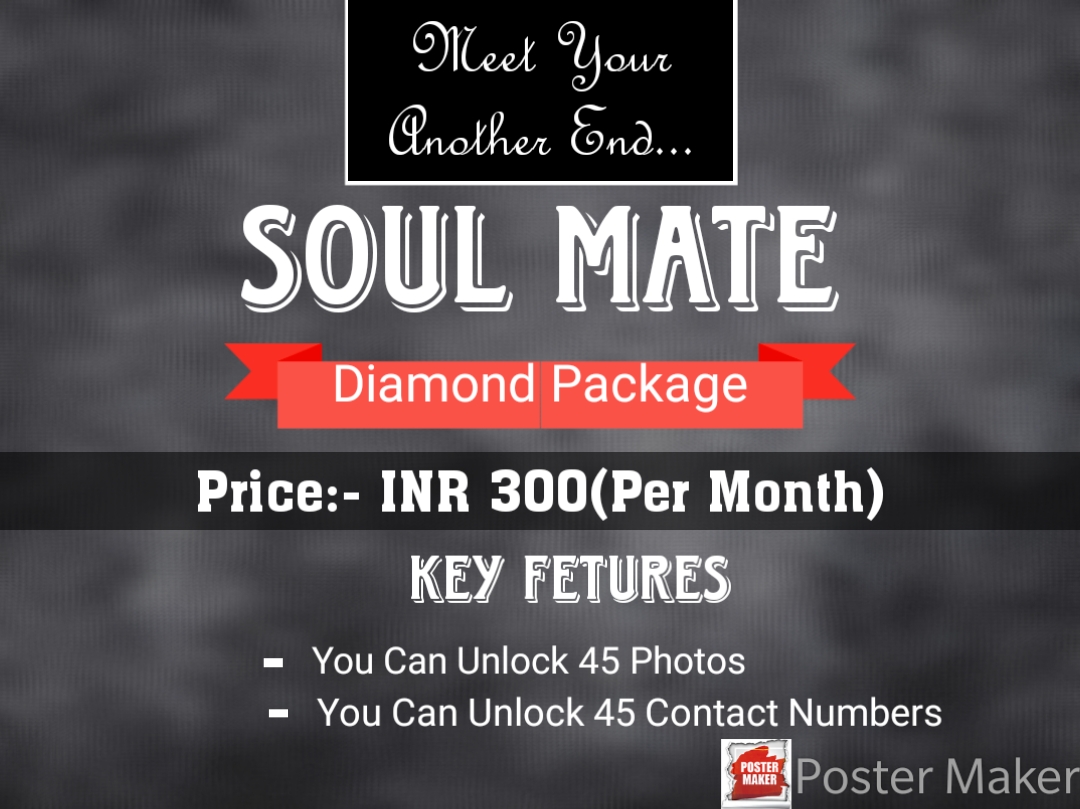 Meet Your
Another End...
SOUL MATE
Diamond Package
Price:- INR 300(Per Month)
KEY FETURES
- You Can Unlock 45 Photos
- You Can Unlock 45 Contact Numbers
POSTER
MAKER
Poster Maker